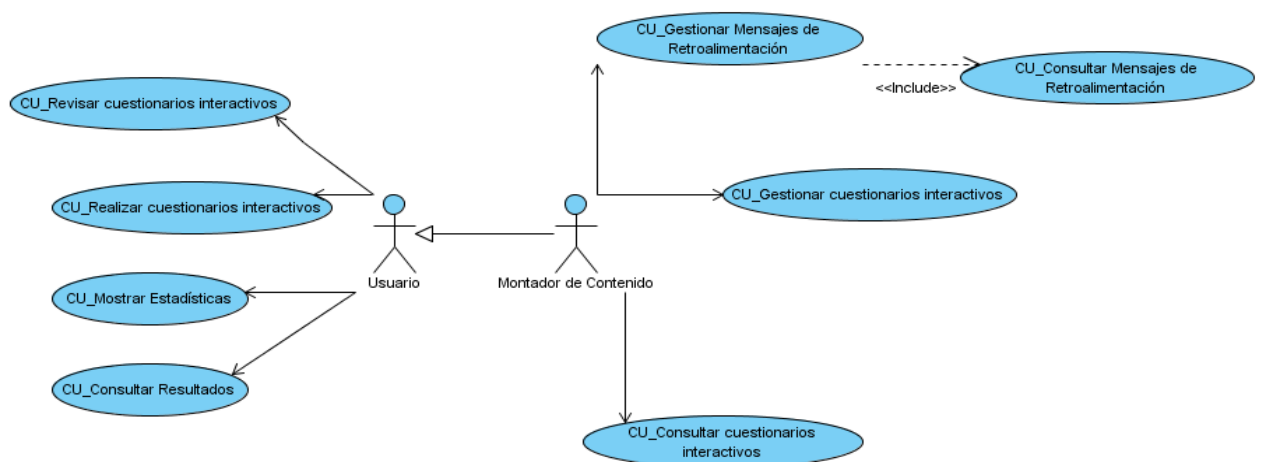 CU_Gestionar Mensajes de
Retroalimentación
CU_Consultar Mensajes de
Retroalimentación
<<Include>>
CU_Revisar cuestionarios interactivos
CU_Realizar cuestionarios interactivos
CU_Gestionar cuestionarios interactivos
Usuario
Montador de Contenido
CU_Mostrar Estadísticas
CU_Consultar Resultados
CU_Consultar cuestionarios
interactivos